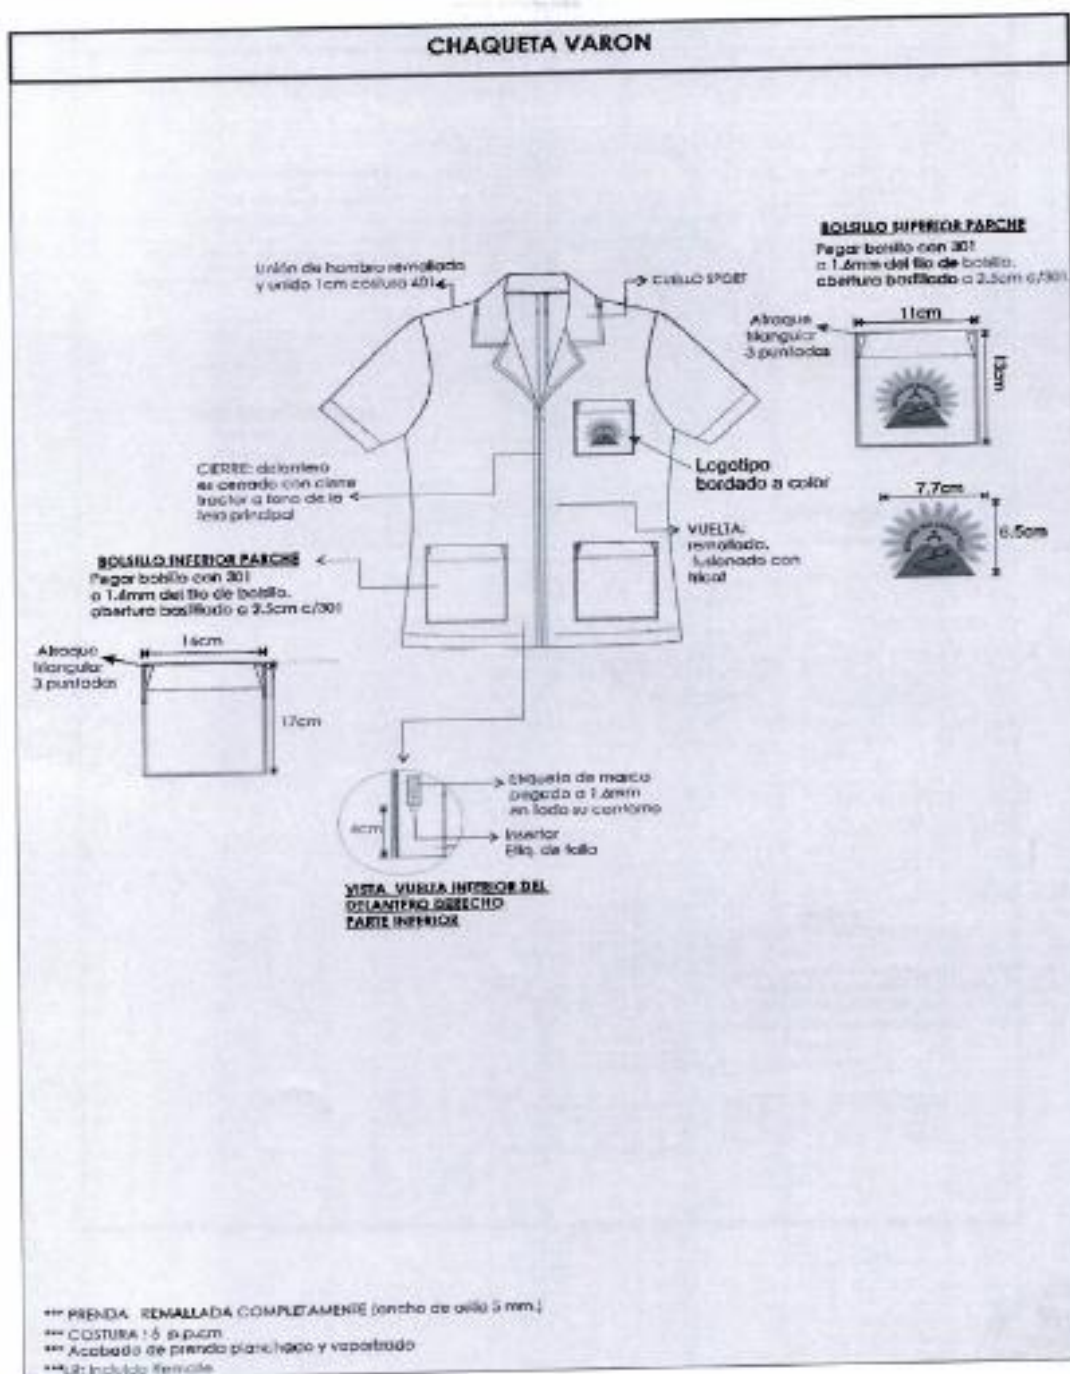 CHAQUETA VARON
BOLSILLO SUPERIOR PARCHE
Pegar bolsillo con 301
a 1.6mm del filo de bolsillo.
abertura bastillado a 2.5cm c/301
Unión de hombro remallado
y unido 1cm costura 401
CUELLO SPORT
Atraque
triangular
3 puntadas
11cm
13cm
Logotipo
bordado a color
CIERRE: delantero
es cerrado con cierre
tractor a tono de la
tela principal
7.7cm
6.5cm
VUELTA:
remallado,
fusionado con
tricot
BOLSILLO INFERIOR PARCHE
Pegar bolsillo con 301
a 1.6mm del filo de bolsillo.
abertura bastillado a 2.5cm c/301
Atraque
triangular
3 puntadas
16cm
17cm
Etiqueta de marca
pegado a 1.6mm
en todo su contorno
6cm
Insertar
Etiq. de talla
VISTA VUELTA INFERIOR DEL
DELANTERO DERECHO
PARTE INFERIOR
*** PRENDA REMALLADA COMPLETAMENTE (ancho de orilla 5 mm.)
*** COSTURA : 6 p.p.cm
*** Acabado de prenda planchado y vaporizado